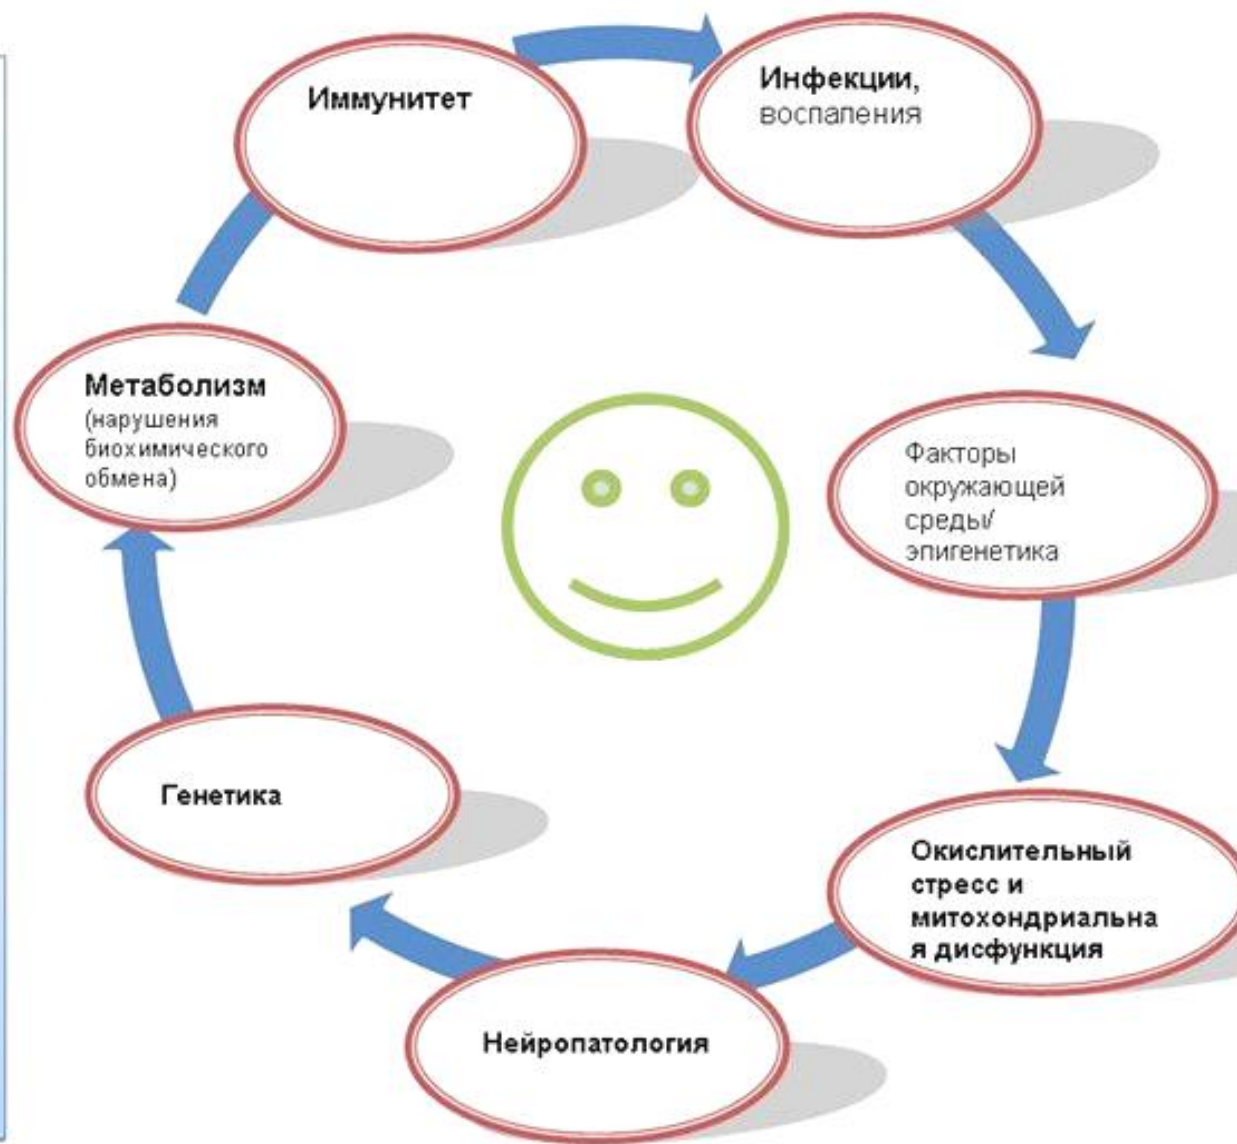 Иммунитет
Инфекции,
воспаления
Метаболизм
(нарушения
биохимического
обмена)
Факторы
окружающей
среды/
эпигенетика
Генетика
Окислительный
стресс и
митохондриальна
я дисфункция
Нейропатология